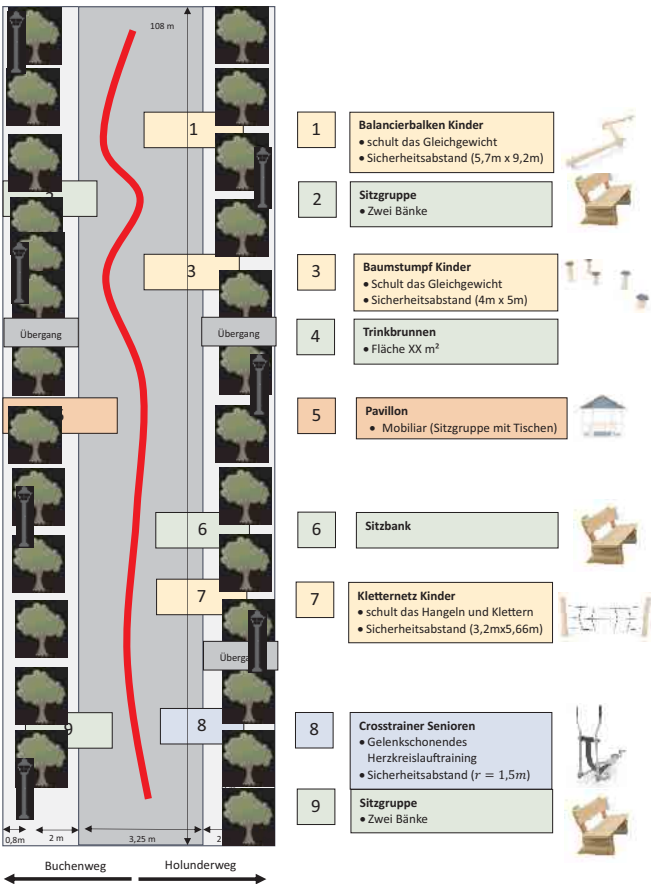 108 m
1
3
Übergang
Übergang
6
7
8
9
0,8m
2 m
3,25 m
2
Buchenweg
Holunderweg
1
Balancierbalken Kinder
• schult das Gleichgewicht
• Sicherheitsabstand (5,7m x 9,2m)
2
Sitzgruppe
• Zwei Bänke
3
Baumstumpf Kinder
• Schult das Gleichgewicht
• Sicherheitsabstand (4m x 5m)
4
Trinkbrunnen
• Fläche XX m²
5
Pavillon
• Mobiliar (Sitzgruppe mit Tischen)
6
Sitzbank
7
Kletternetz Kinder
• schult das Hangeln und Klettern
• Sicherheitsabstand (3,2mx5,66m)
8
Crosstrainer Senioren
• Gelenkschonendes
Herzkreislauftraining
• Sicherheitsabstand (r = 1,5m)
9
Sitzgruppe
• Zwei Bänke